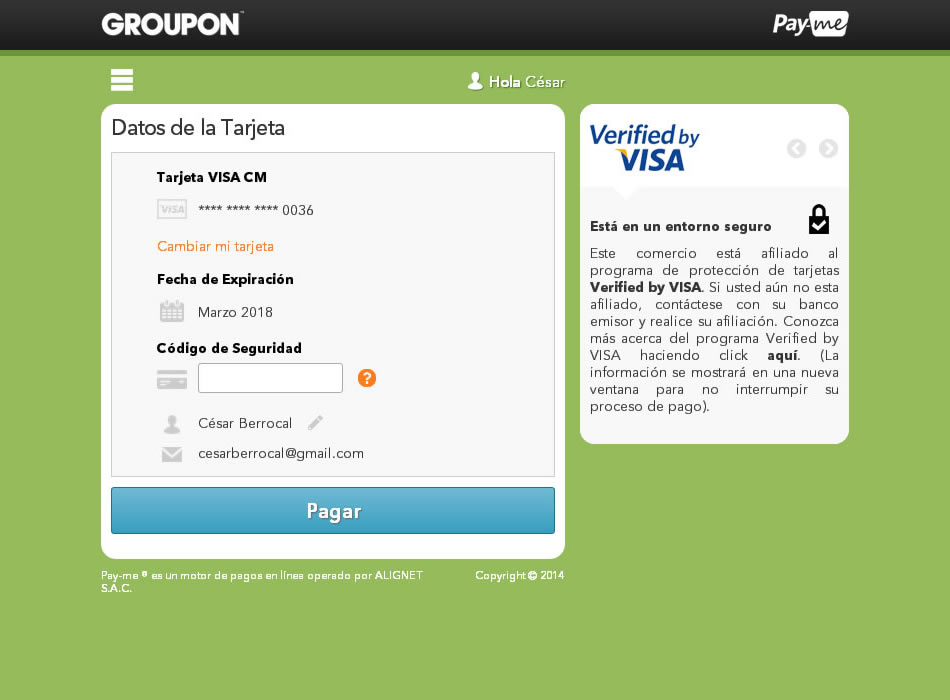 GROUPON
Pay-me
Hola César
Datos de la Tarjeta
Tarjeta VISA CM
VISA
**** **** **** 0036
Cambiar mi tarjeta
Fecha de Expiración
Marzo 2018
Código de Seguridad
?
César Berrocal
cesarberrocal@gmail.com
Pagar
Pay-me ® es un motor de pagos en línea operado por ALIGNET
S.A.C.
Copyright © 2014
Verified by
VISA
Está en un entorno seguro
Este comercio está afiliado al
programa de protección de tarjetas
Verified by VISA. Si usted aún no esta
afiliado, contáctese con su banco
emisor y realice su afiliación. Conozca
más acerca del programa Verified by
VISA haciendo click aquí. (La
información se mostrará en una nueva
ventana para no interrumpir su
proceso de pago).